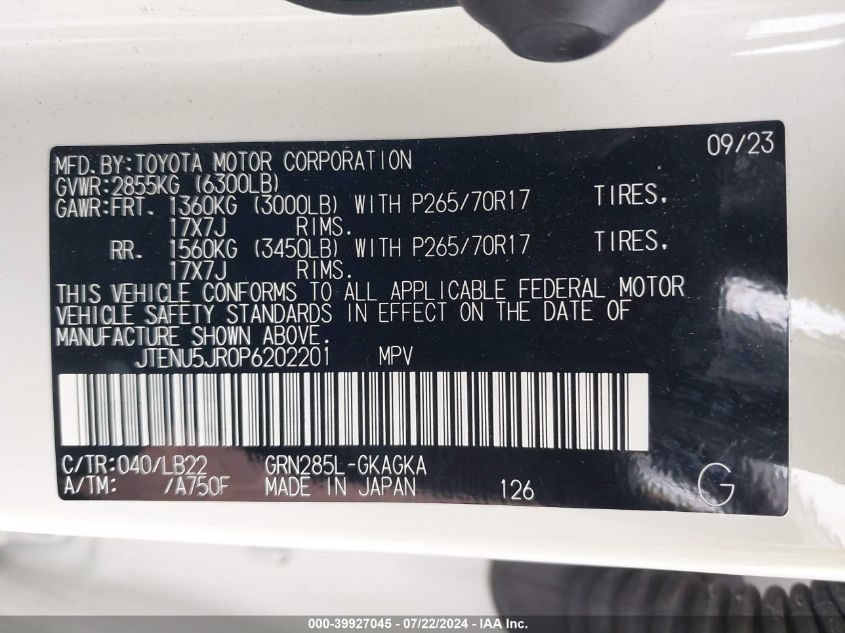 09/23
MFD.BY:TOYOTA MOTOR CORPORATION
GVWR:2855KG (6300LB)
GAWR:FRT. 1360KG (3000LB) WITH P265/70R17 TIRES.
17X7J RIMS.
RR. 1560KG (3450LB) WITH P265/70R17 TIRES.
17X7J RIMS.
THIS VEHICLE CONFORMS TO ALL APPLICABLE FEDERAL MOTOR
VEHICLE SAFETY STANDARDS IN EFFECT ON THE DATE OF
MANUFACTURE SHOWN ABOVE.
JTENU5JR0P6202201 MPV
C/TR:040/LB22 GRN285L-GKAGKA
A/TM: /A750F MADE IN JAPAN 126 G
000-39927045 - 07/22/2024 - IAA Inc.